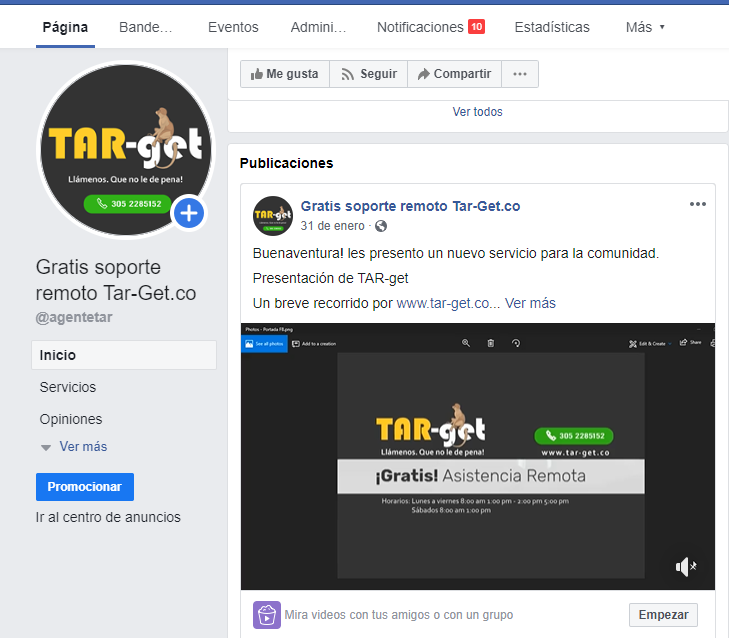 Página Bande... Eventos Admini... Notificaciones 10 Estadísticas Más
Me gusta Seguir Compartir
Ver todos
TAR-get
Llámenos. Que no le de pena!
305 2285152
Gratis soporte
remoto Tar-Get.co
@agentetar
Inicio
Servicios
Opiniones
Ver más
Promocionar
Ir al centro de anuncios
Publicaciones
TAR-get
Gratis soporte remoto Tar-Get.co
31 de enero ·
Buenaventura! les presento un nuevo servicio para la comunidad.
Presentación de TAR-get
Un breve recorrido por www.tar-get.co... Ver más
Photos - Portada FB.png
See all photos Add to a creation Edit & Create Share
TAR-get
305 2285152
Llámenos. Que no le de pena! www.tar-get.co
¡Gratis! Asistencia Remota
Horarios: Lunes a viernes 8:00 am 1:00 pm - 2:00 pm 5:00 pm
Sábados 8:00 am 1:00 pm
Mira videos con tus amigos o con un grupo Empezar